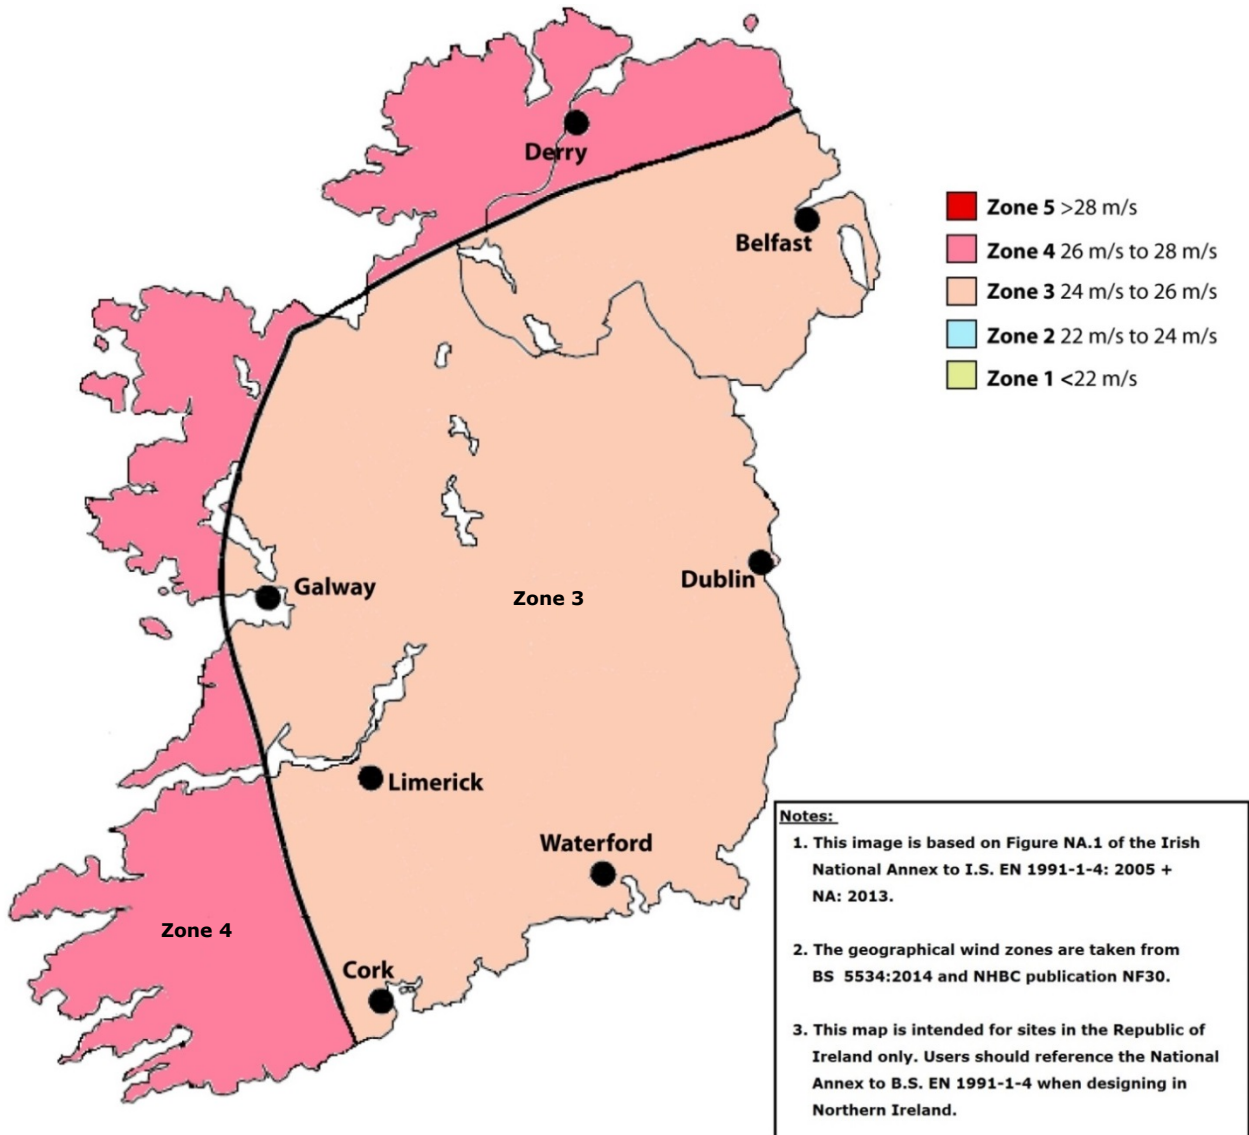 Derry
Belfast
Zone 5 >28 m/s
Zone 4 26 m/s to 28 m/s
Zone 3 24 m/s to 26 m/s
Zone 2 22 m/s to 24 m/s
Zone 1 <22 m/s
Galway
Zone 3
Dublin
Limerick
Waterford
Zone 4
Cork
Notes:
1. This image is based on Figure NA.1 of the Irish
National Annex to I.S. EN 1991-1-4: 2005 +
NA: 2013.
2. The geographical wind zones are taken from
BS 5534:2014 and NHBC publication NF30.
3. This map is intended for sites in the Republic of
Ireland only. Users should reference the National
Annex to B.S. EN 1991-1-4 when designing in
Northern Ireland.